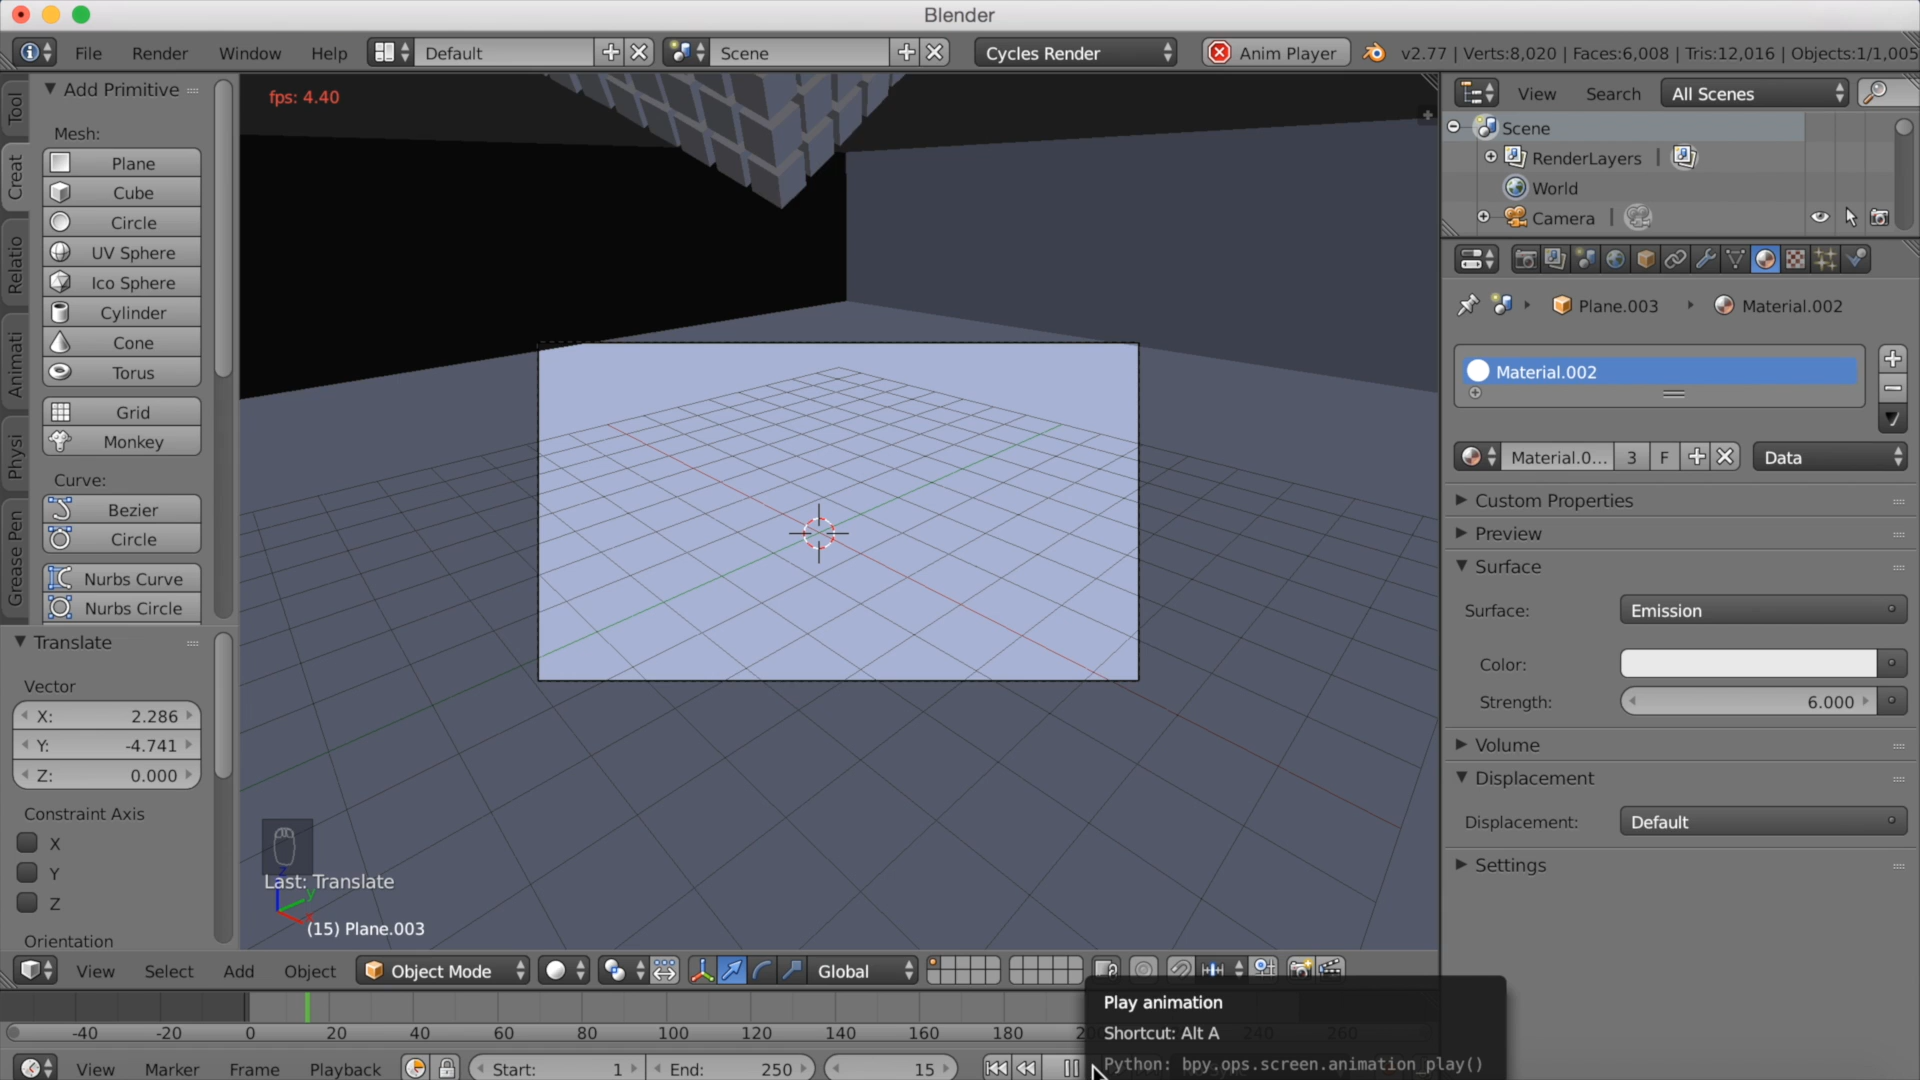 Blender
File
Render
Window
Help
Default
Scene
Cycles Render
Anim Player
v2.77 | Verts:8,020 | Faces:6,008 | Tris:12,016 | Objects:1/1,005
Tool
Creat
Relatio
Animati
Physi
Grease Pen
Add Primitive
Mesh:
Plane
Cube
Circle
UV Sphere
Ico Sphere
Cylinder
Cone
Torus
Grid
Monkey
Curve:
Bezier
Circle
Nurbs Curve
Nurbs Circle
Translate
Vector
X: 2.286
Y: -4.741
Z: 0.000
Constraint Axis
X
Y
Z
Orientation
fps: 4.40
Last: Translate
(15) Plane.003
View
Search
All Scenes
Scene
RenderLayers
World
Camera
Plane.003
Material.002
Material.002
Material.0...
3
F
Data
Custom Properties
Preview
Surface
Surface: Emission
Color:
Strength: 6.000
Volume
Displacement
Displacement: Default
Settings
View
Select
Add
Object
Object Mode
Global
-40 -20 0 20 40 60 80 100 120 140 160 180
240 260
Play animation
Shortcut: Alt A
Python: bpy.ops.screen.animation_play()
View
Marker
Frame
Playback
Start: 1
End: 250
15